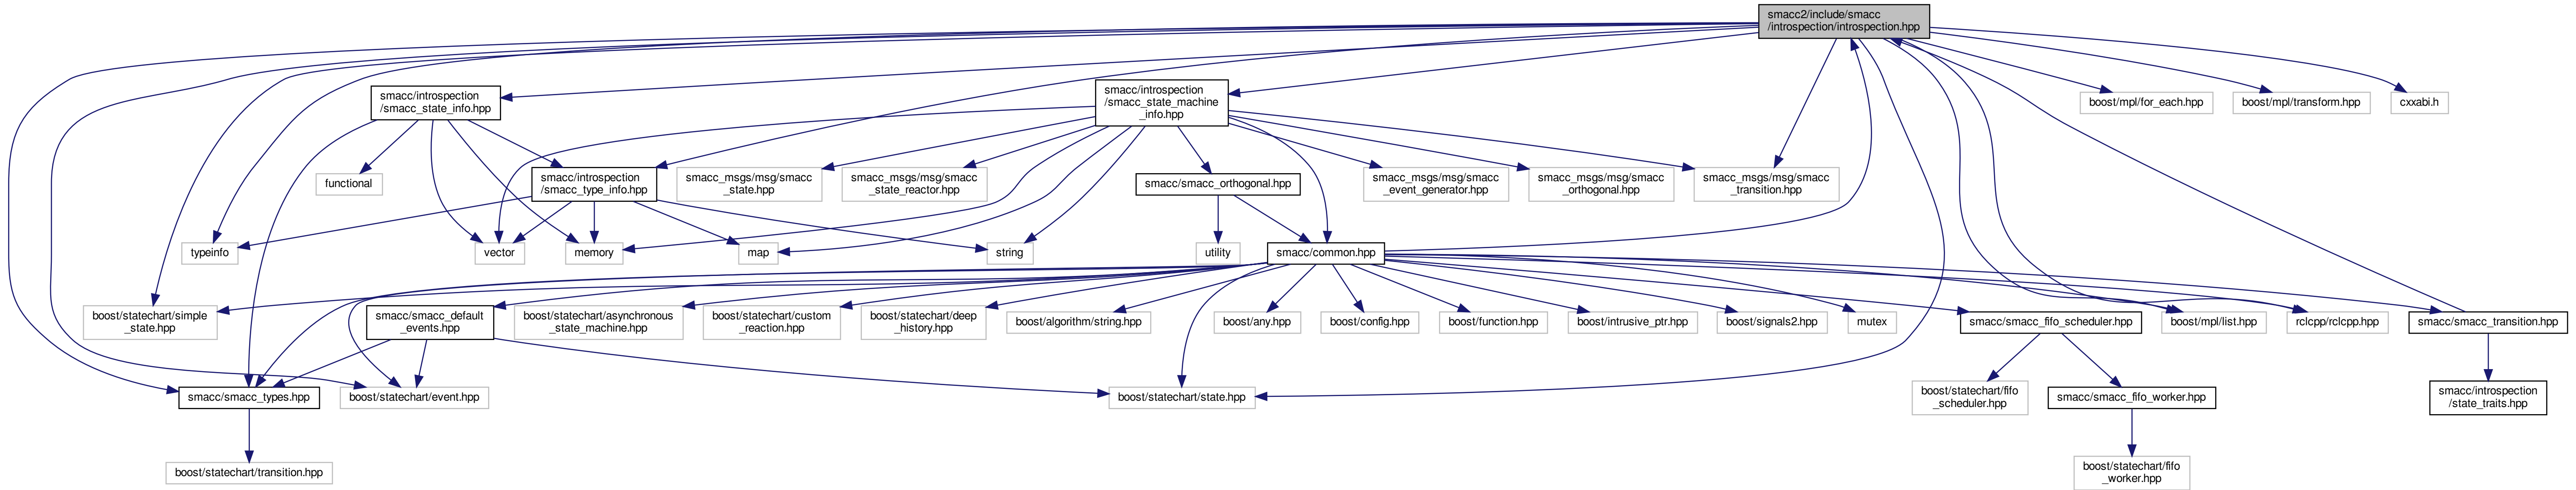 smacc2/include/smacc
/introspection/introspection.hpp
smacc/introspection
/smacc_state_info.hpp
smacc/introspection
/smacc_state_machine
_info.hpp
boost/mpl/for_each.hpp
boost/mpl/transform.hpp
cxxabi.h
functional
smacc/introspection
/smacc_type_info.hpp
smacc_msgs/msg/smacc
_state.hpp
smacc_msgs/msg/smacc
_state_reactor.hpp
smacc/smacc_orthogonal.hpp
smacc_msgs/msg/smacc
_event_generator.hpp
smacc_msgs/msg/smacc
_orthogonal.hpp
smacc_msgs/msg/smacc
_transition.hpp
typeinfo
vector
memory
map
string
utility
smacc/common.hpp
boost/statechart/simple
_state.hpp
smacc/smacc_default
_events.hpp
boost/statechart/asynchronous
_state_machine.hpp
boost/statechart/custom
_reaction.hpp
boost/statechart/deep
_history.hpp
boost/algorithm/string.hpp
boost/any.hpp
boost/config.hpp
boost/function.hpp
boost/intrusive_ptr.hpp
boost/signals2.hpp
mutex
smacc/smacc_fifo_scheduler.hpp
boost/mpl/list.hpp
rclcpp/rclcpp.hpp
smacc/smacc_transition.hpp
smacc/smacc_types.hpp
boost/statechart/event.hpp
boost/statechart/state.hpp
boost/statechart/fifo
_scheduler.hpp
smacc/smacc_fifo_worker.hpp
smacc/introspection
/state_traits.hpp
boost/statechart/transition.hpp
boost/statechart/fifo
_worker.hpp